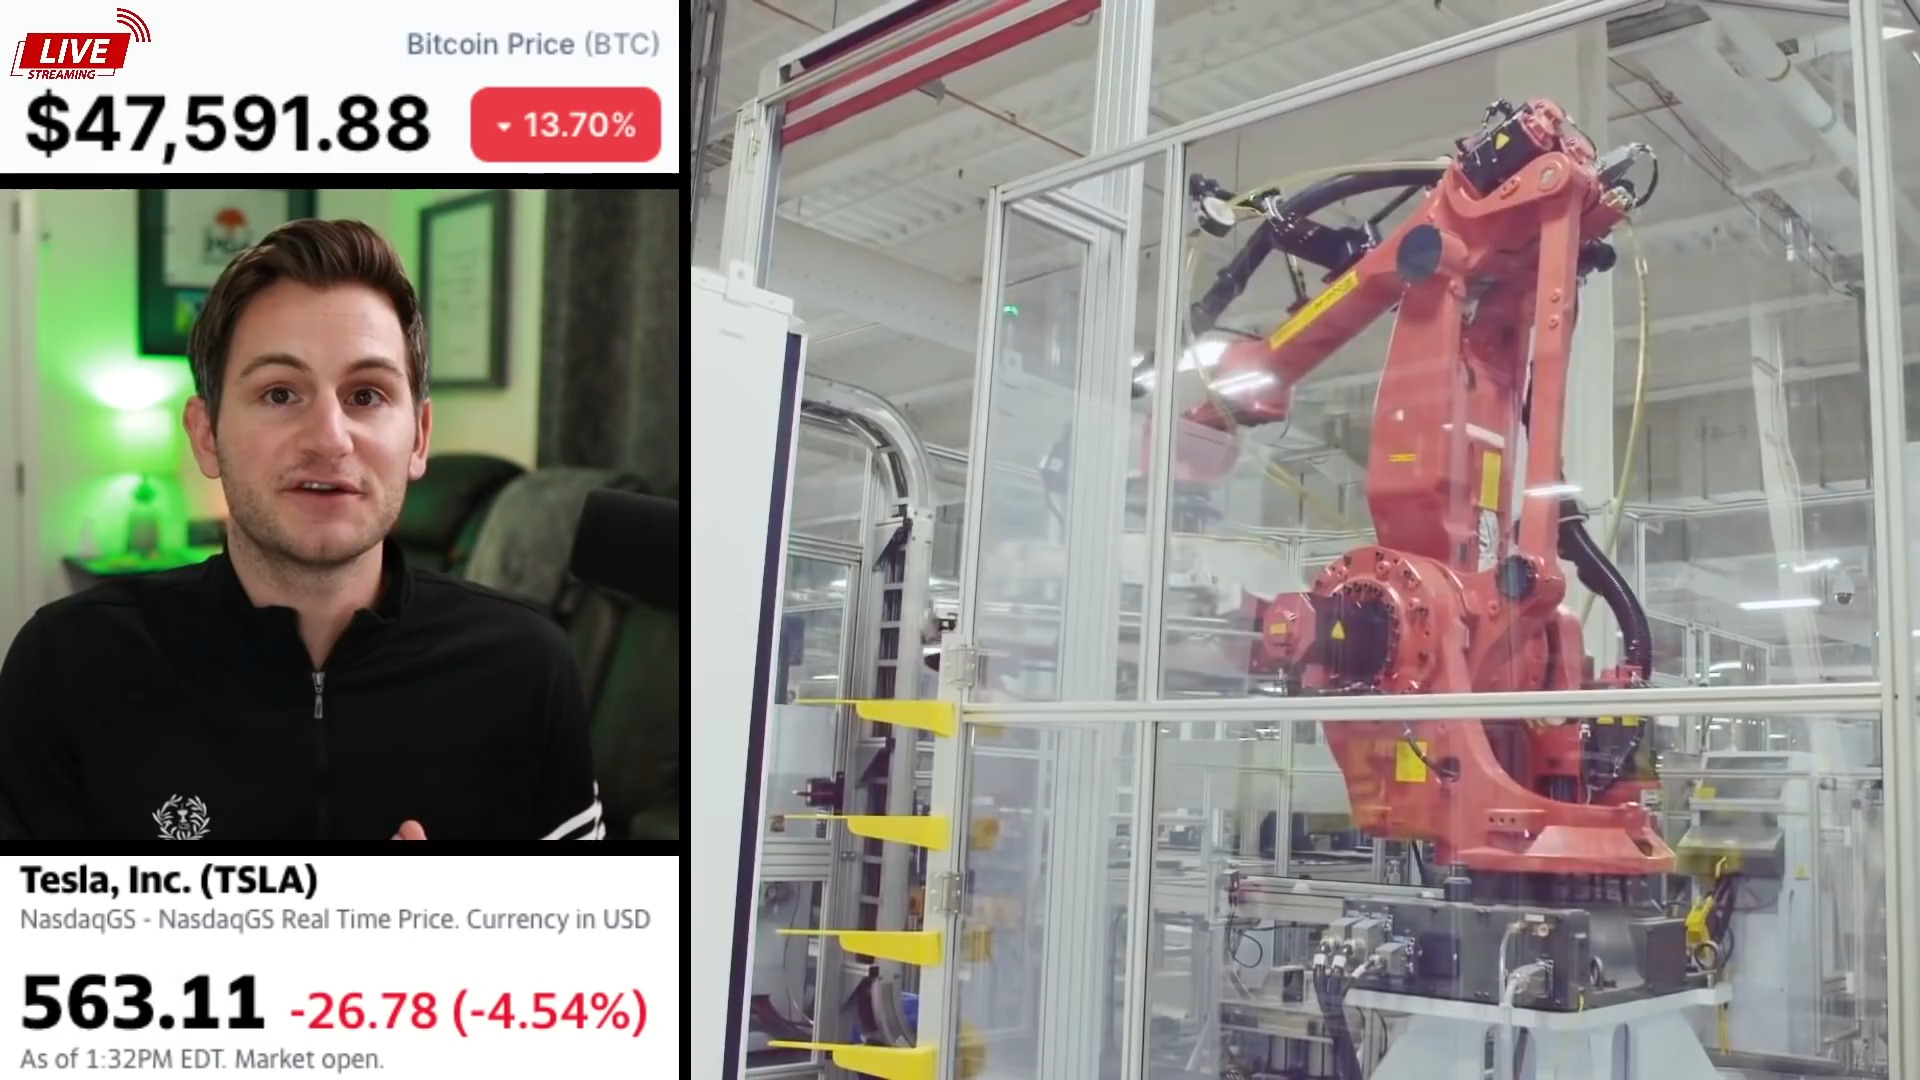 LIVE
STREAMING
Bitcoin Price (BTC)
$47,591.88
13.70%
Tesla, Inc. (TSLA)
NasdaqGS - NasdaqGS Real Time Price. Currency in USD
563.11 -26.78 (-4.54%)
As of 1:32PM EDT. Market open.